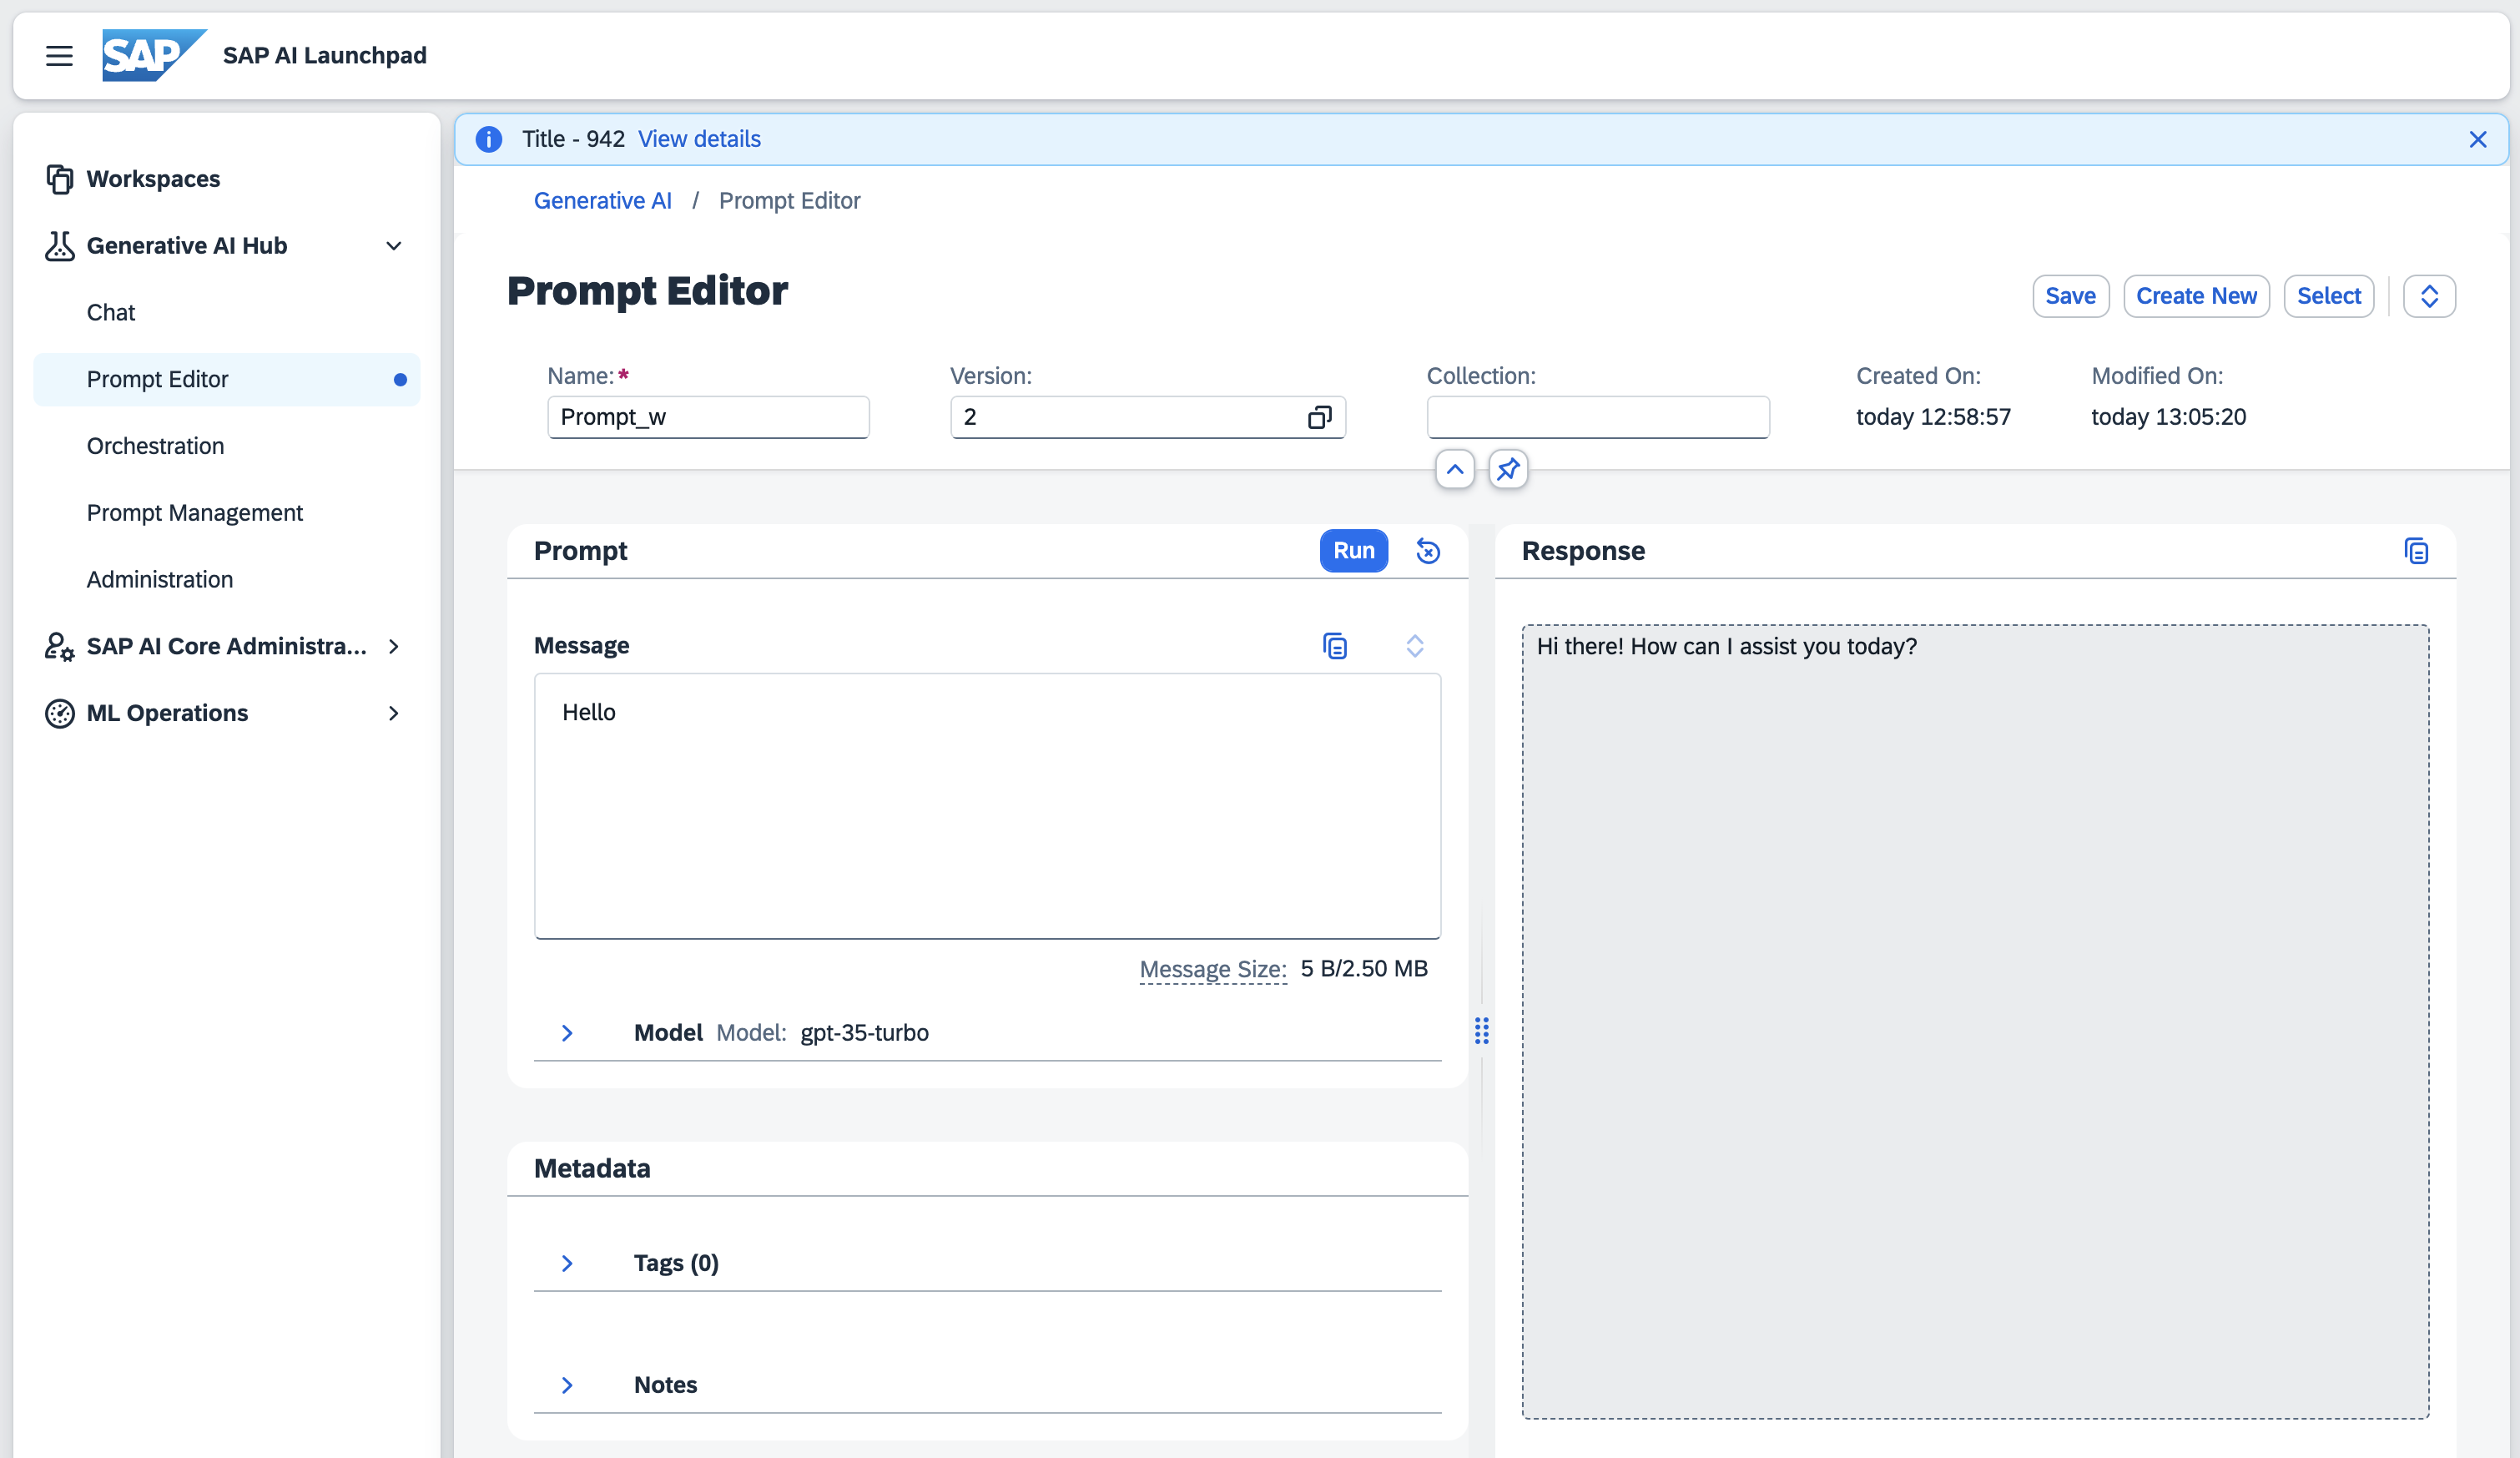 SAP SAP AI Launchpad
Workspaces
Generative AI Hub
Chat
Prompt Editor
Orchestration
Prompt Management
Administration
SAP AI Core Administra...
ML Operations
Title - 942 View details
Generative AI / Prompt Editor
Prompt Editor
Save Create New Select
Name:* Version: Collection: Created On: Modified On:
Prompt_w 2 today 12:58:57 today 13:05:20
Prompt Run
Message
Hello
Message Size: 5 B/2.50 MB
Model Model: gpt-35-turbo
Metadata
Tags (0)
Notes
Response
Hi there! How can I assist you today?